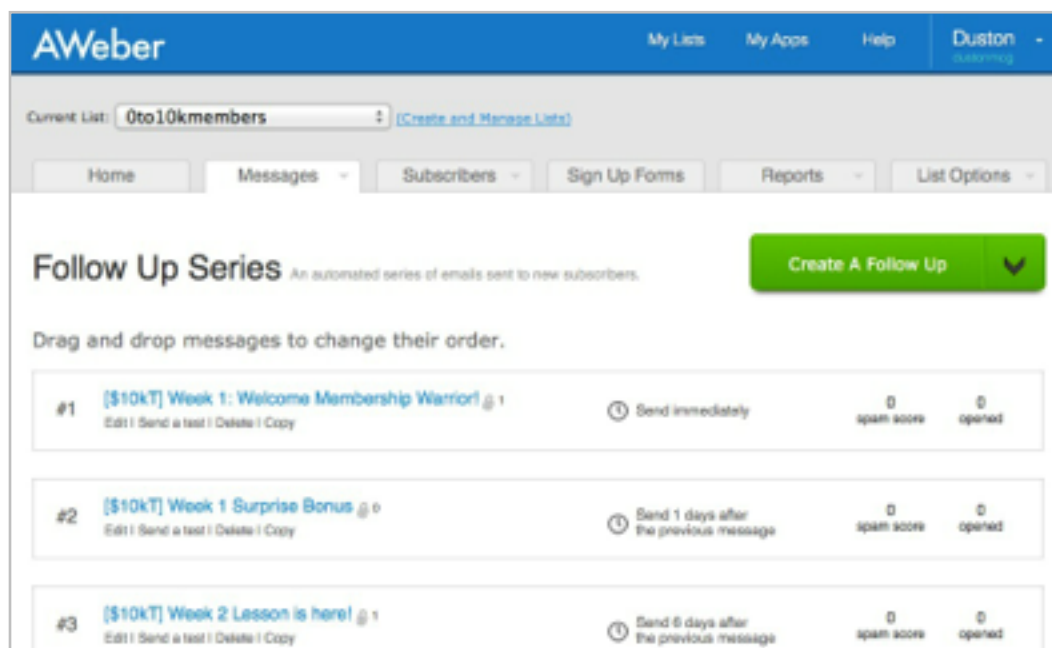 AWeber
My Lists My Apps Help Duston
Current List: 0to10kmembers (Create and Manage Lists)
Home Messages Subscribers Sign Up Forms Reports List Options
Follow Up Series An automated series of emails sent to new subscribers.
Create A Follow Up
Drag and drop messages to change their order.
#1 [$10kT] Week 1: Welcome Membership Warrior! 1
Edit | Send a test | Delete | Copy
Send immediately
0 spam score
0 opened
#2 [$10kT] Week 1 Surprise Bonus 0
Edit | Send a test | Delete | Copy
Send 1 days after
the previous message
0 spam score
0 opened
#3 [$10kT] Week 2 Lesson is here! 1
Edit | Send a test | Delete | Copy
Send 6 days after
the previous message
0 spam score
0 opened